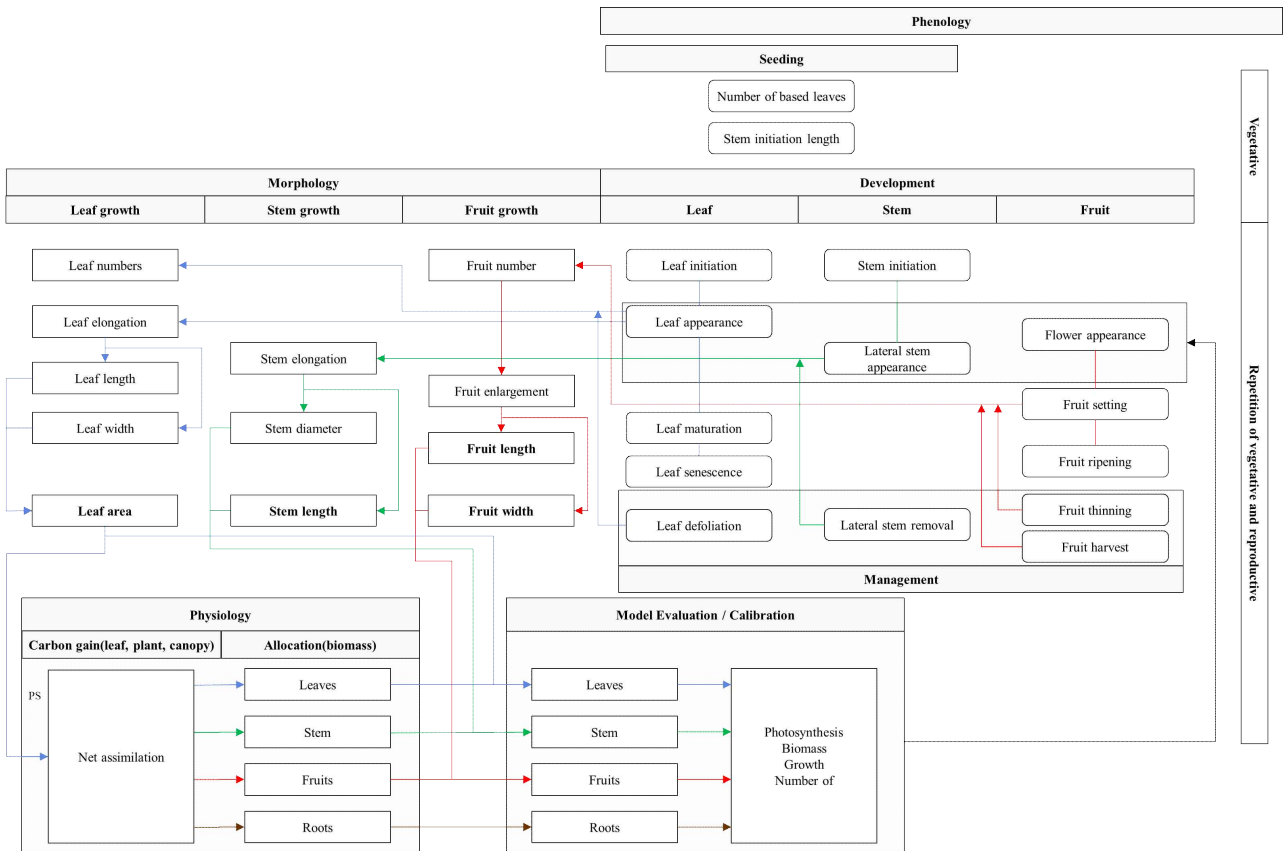 Phenology
Seeding
Number of based leaves
Stem initiation length
Vegetative
Morphology
Development
Leaf growth
Stem growth
Fruit growth
Leaf
Stem
Fruit
Repetition of vegetative and reproductive
Leaf numbers
Fruit number
Leaf initiation
Stem initiation
Leaf elongation
Leaf appearance
Flower appearance
Stem elongation
Lateral stem
appearance
Leaf length
Fruit enlargement
Fruit setting
Leaf width
Stem diameter
Leaf maturation
Fruit length
Fruit ripening
Leaf senescence
Leaf area
Stem length
Fruit width
Leaf defoliation
Lateral stem removal
Fruit thinning
Fruit harvest
Management
Physiology
Model Evaluation / Calibration
Carbon gain(leaf, plant, canopy)
Allocation(biomass)
PS
Net assimilation
Leaves
Stem
Fruits
Roots
Leaves
Stem
Fruits
Roots
Photosynthesis
Biomass
Growth
Number of